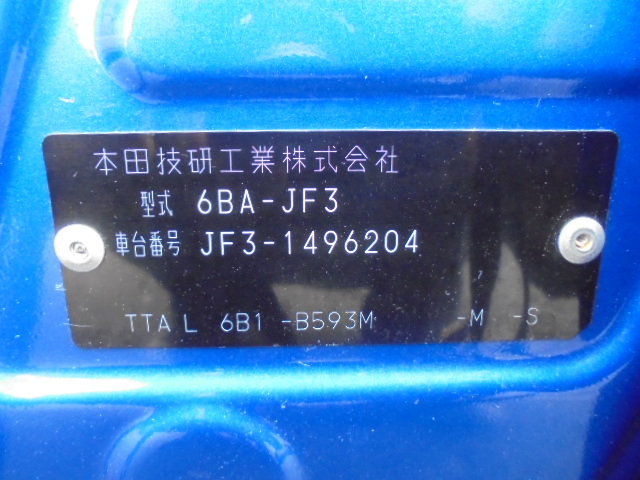 本田技研工業株式会社
型式 6BA-JF3
車台番号 JF3-1496204
TTA L 6B1 -B593M -M -S